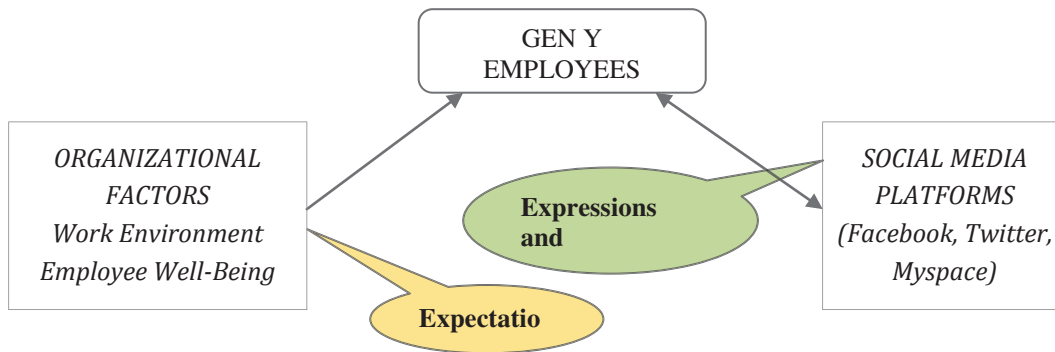 GEN Y
EMPLOYEES
ORGANIZATIONAL
FACTORS
Work Environment
Employee Well-Being
Expressions
and
SOCIAL MEDIA
PLATFORMS
(Facebook, Twitter,
Myspace)
Expectatio